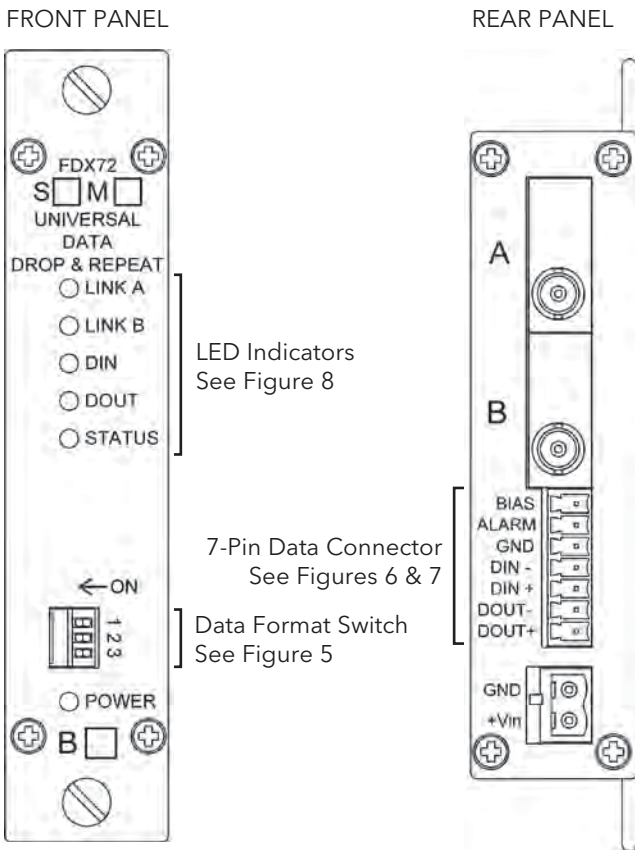 FRONT PANEL
FDX72
S M
UNIVERSAL
DATA
DROP & REPEAT
LINK A
LINK B
DIN
DOUT
STATUS
LED Indicators
See Figure 8
←ON
1
2
3
Data Format Switch
See Figure 5
POWER
B
REAR PANEL
A
B
7-Pin Data Connector
See Figures 6 & 7
BIAS
ALARM
GND
DIN -
DIN +
DOUT-
DOUT+
GND
+Vin